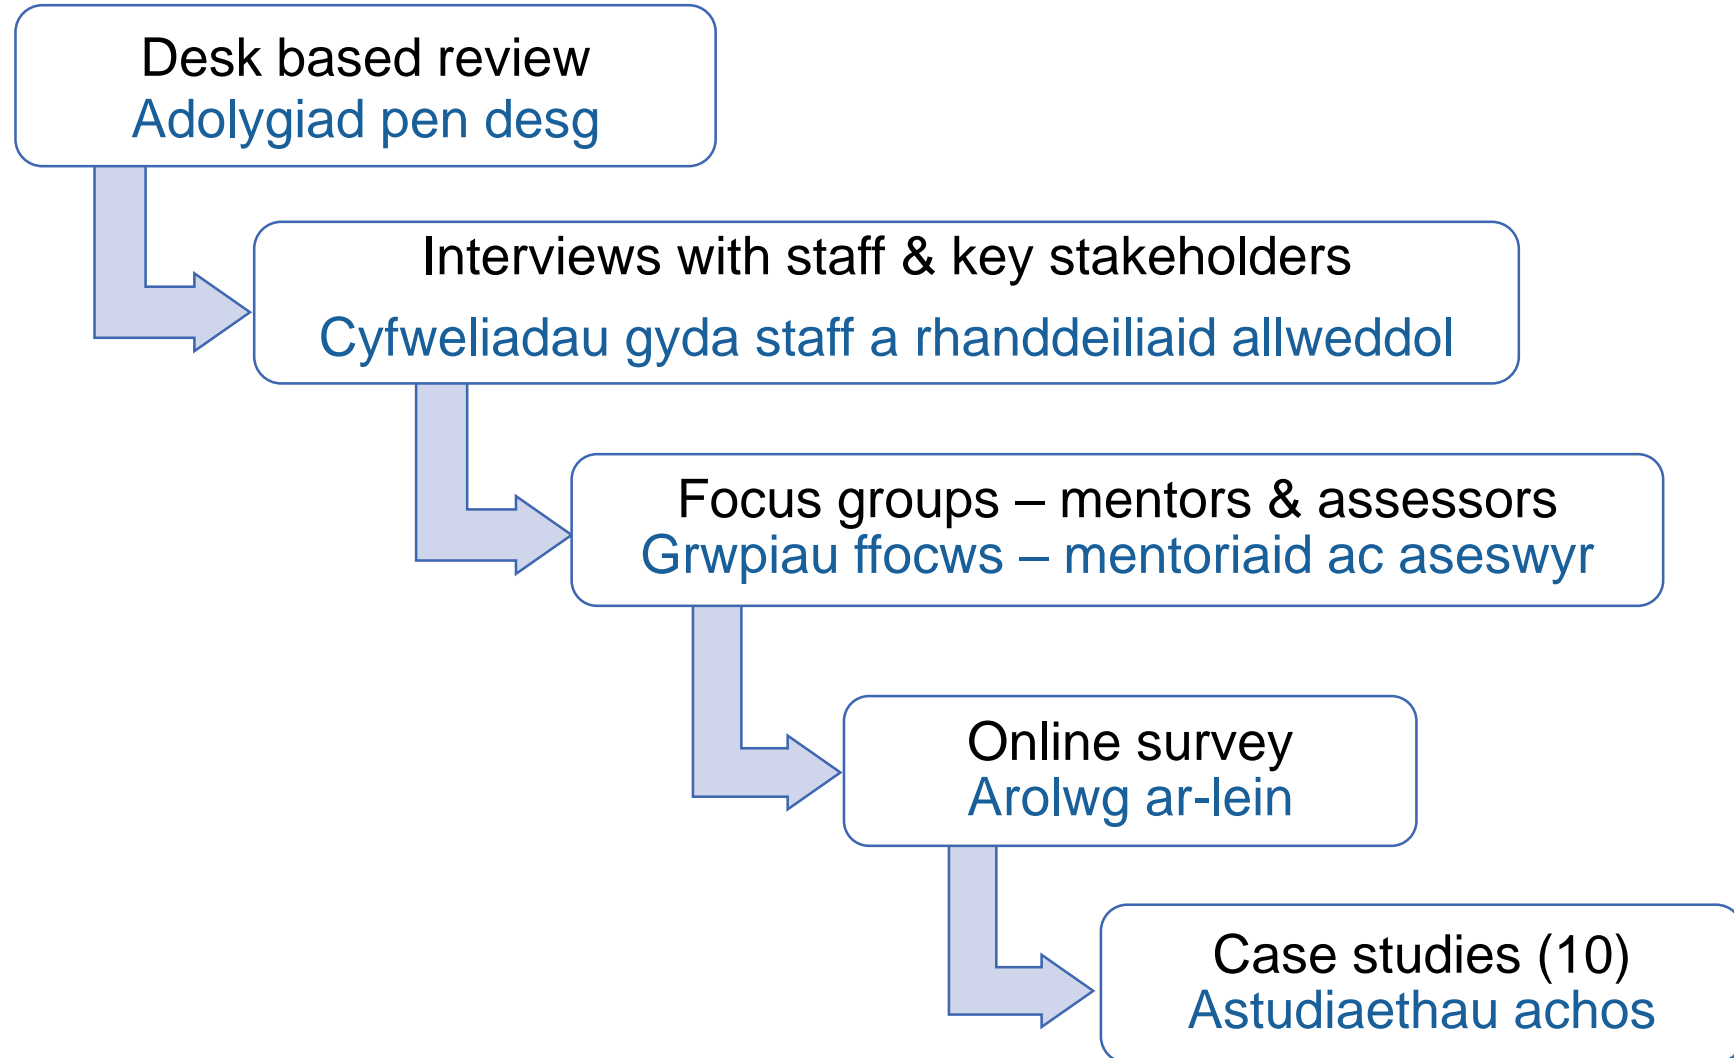 Desk based review
Adolygiad pen desg
Interviews with staff & key stakeholders
Cyfweliadau gyda staff a rhanddeiliaid allweddol
Focus groups – mentors & assessors
Grwpiau ffocws – mentoriaid ac aseswyr
Online survey
Arolwg ar-lein
Case studies (10)
Astudiaethau achos